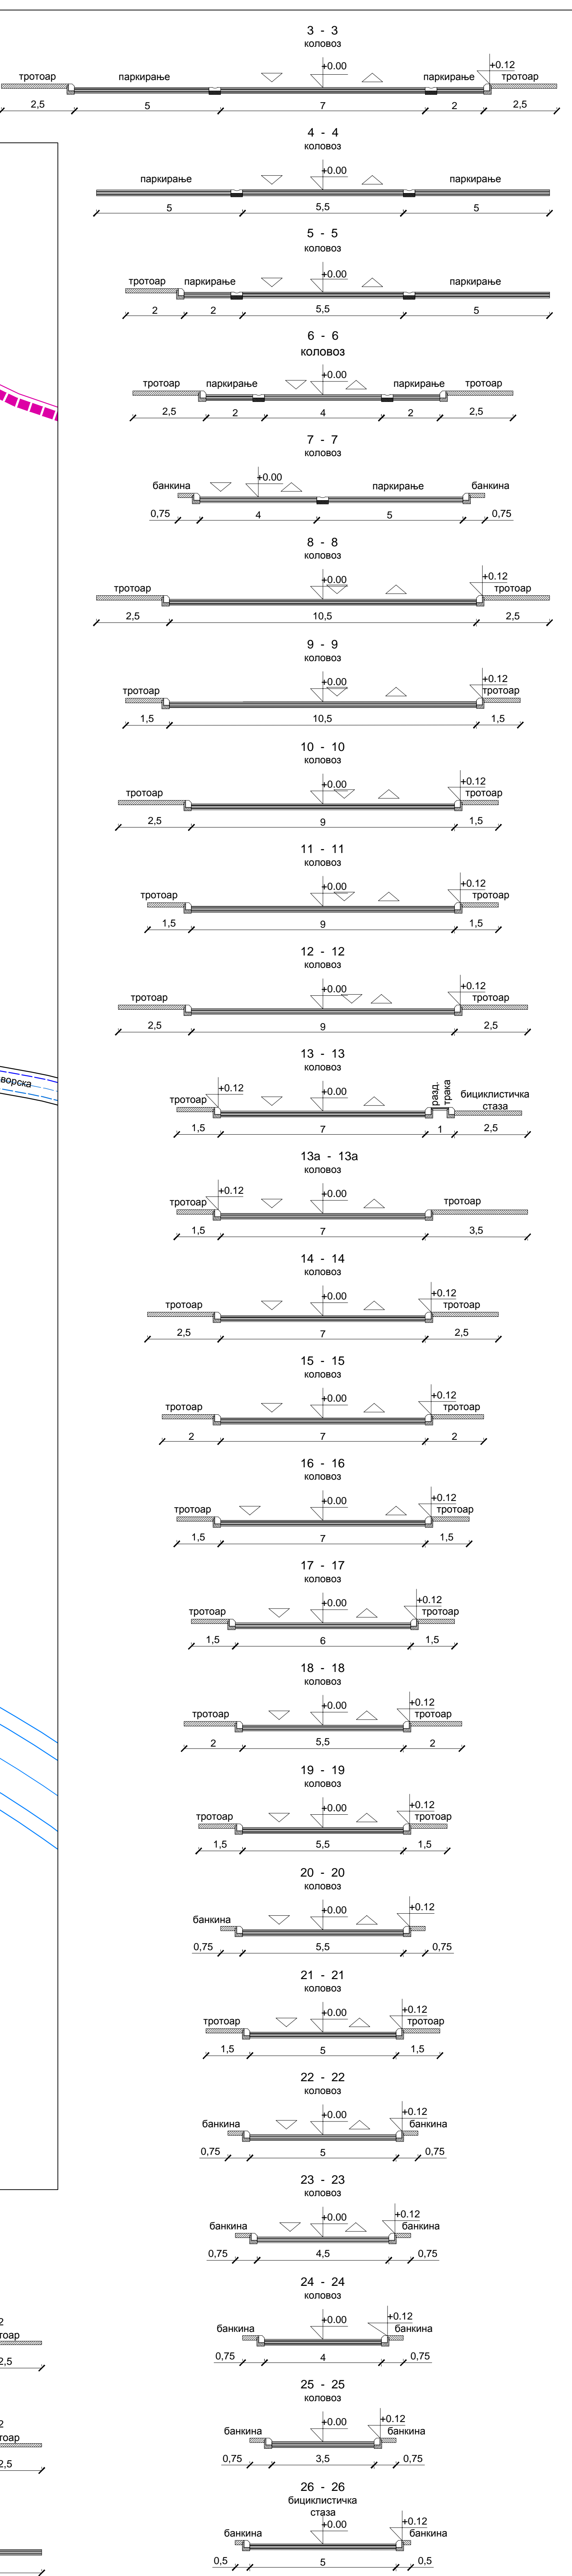 3 - 3
коловоз
+0.00 +0.12
тротоар паркирање паркирање тротоар
2,5 5 7 2 2,5
4 - 4
коловоз
+0.00
паркирање паркирање
5 5,5 5
5 - 5
коловоз
+0.00
тротоар паркирање паркирање
2 2 5,5 5
6 - 6
коловоз
+0.00
тротоар паркирање паркирање тротоар
2,5 2 4 2 2,5
7 - 7
коловоз
+0.00
банкина паркирање банкина
0,75 4 5 0,75
8 - 8
коловоз
+0.00 +0.12
тротоар тротоар
2,5 10,5 2,5
9 - 9
коловоз
+0.00 +0.12
тротоар тротоар
1,5 10,5 1,5
10 - 10
коловоз
+0.00 +0.12
тротоар тротоар
2,5 9 1,5
11 - 11
коловоз
+0.00 +0.12
тротоар тротоар
1,5 9 1,5
12 - 12
коловоз
+0.00 +0.12
тротоар тротоар
2,5 9 2,5
ворска
13 - 13
коловоз
+0.12 +0.00
тротоар разд. трака бициклистичка
стаза
1,5 7 1 2,5
13а - 13а
коловоз
+0.12 +0.00
тротоар тротоар
1,5 7 3,5
14 - 14
коловоз
+0.00 +0.12
тротоар тротоар
2,5 7 2,5
15 - 15
коловоз
+0.00 +0.12
тротоар тротоар
2 7 2
16 - 16
коловоз
+0.00 +0.12
тротоар тротоар
1,5 7 1,5
17 - 17
коловоз
+0.00 +0.12
тротоар тротоар
1,5 6 1,5
18 - 18
коловоз
+0.00 +0.12
тротоар тротоар
2 5,5 2
19 - 19
коловоз
+0.00 +0.12
тротоар тротоар
1,5 5,5 1,5
20 - 20
коловоз
+0.00 +0.12
банкина
0,75 5,5 0,75
21 - 21
коловоз
+0.00 +0.12
тротоар тротоар
1,5 5 1,5
22 - 22
коловоз
+0.00 +0.12
банкина банкина
0,75 5 0,75
23 - 23
коловоз
+0.00 +0.12
банкина банкина
0,75 4,5 0,75
24 - 24
коловоз
+0.00 +0.12
банкина банкина
0,75 4 0,75
2
тоар
2,5
25 - 25
коловоз
+0.00 +0.12
банкина банкина
0,75 3,5 0,75
2
тоар
2,5
26 - 26
бициклистичка
стаза
+0.00 +0.12
банкина банкина
0,5 5 0,5